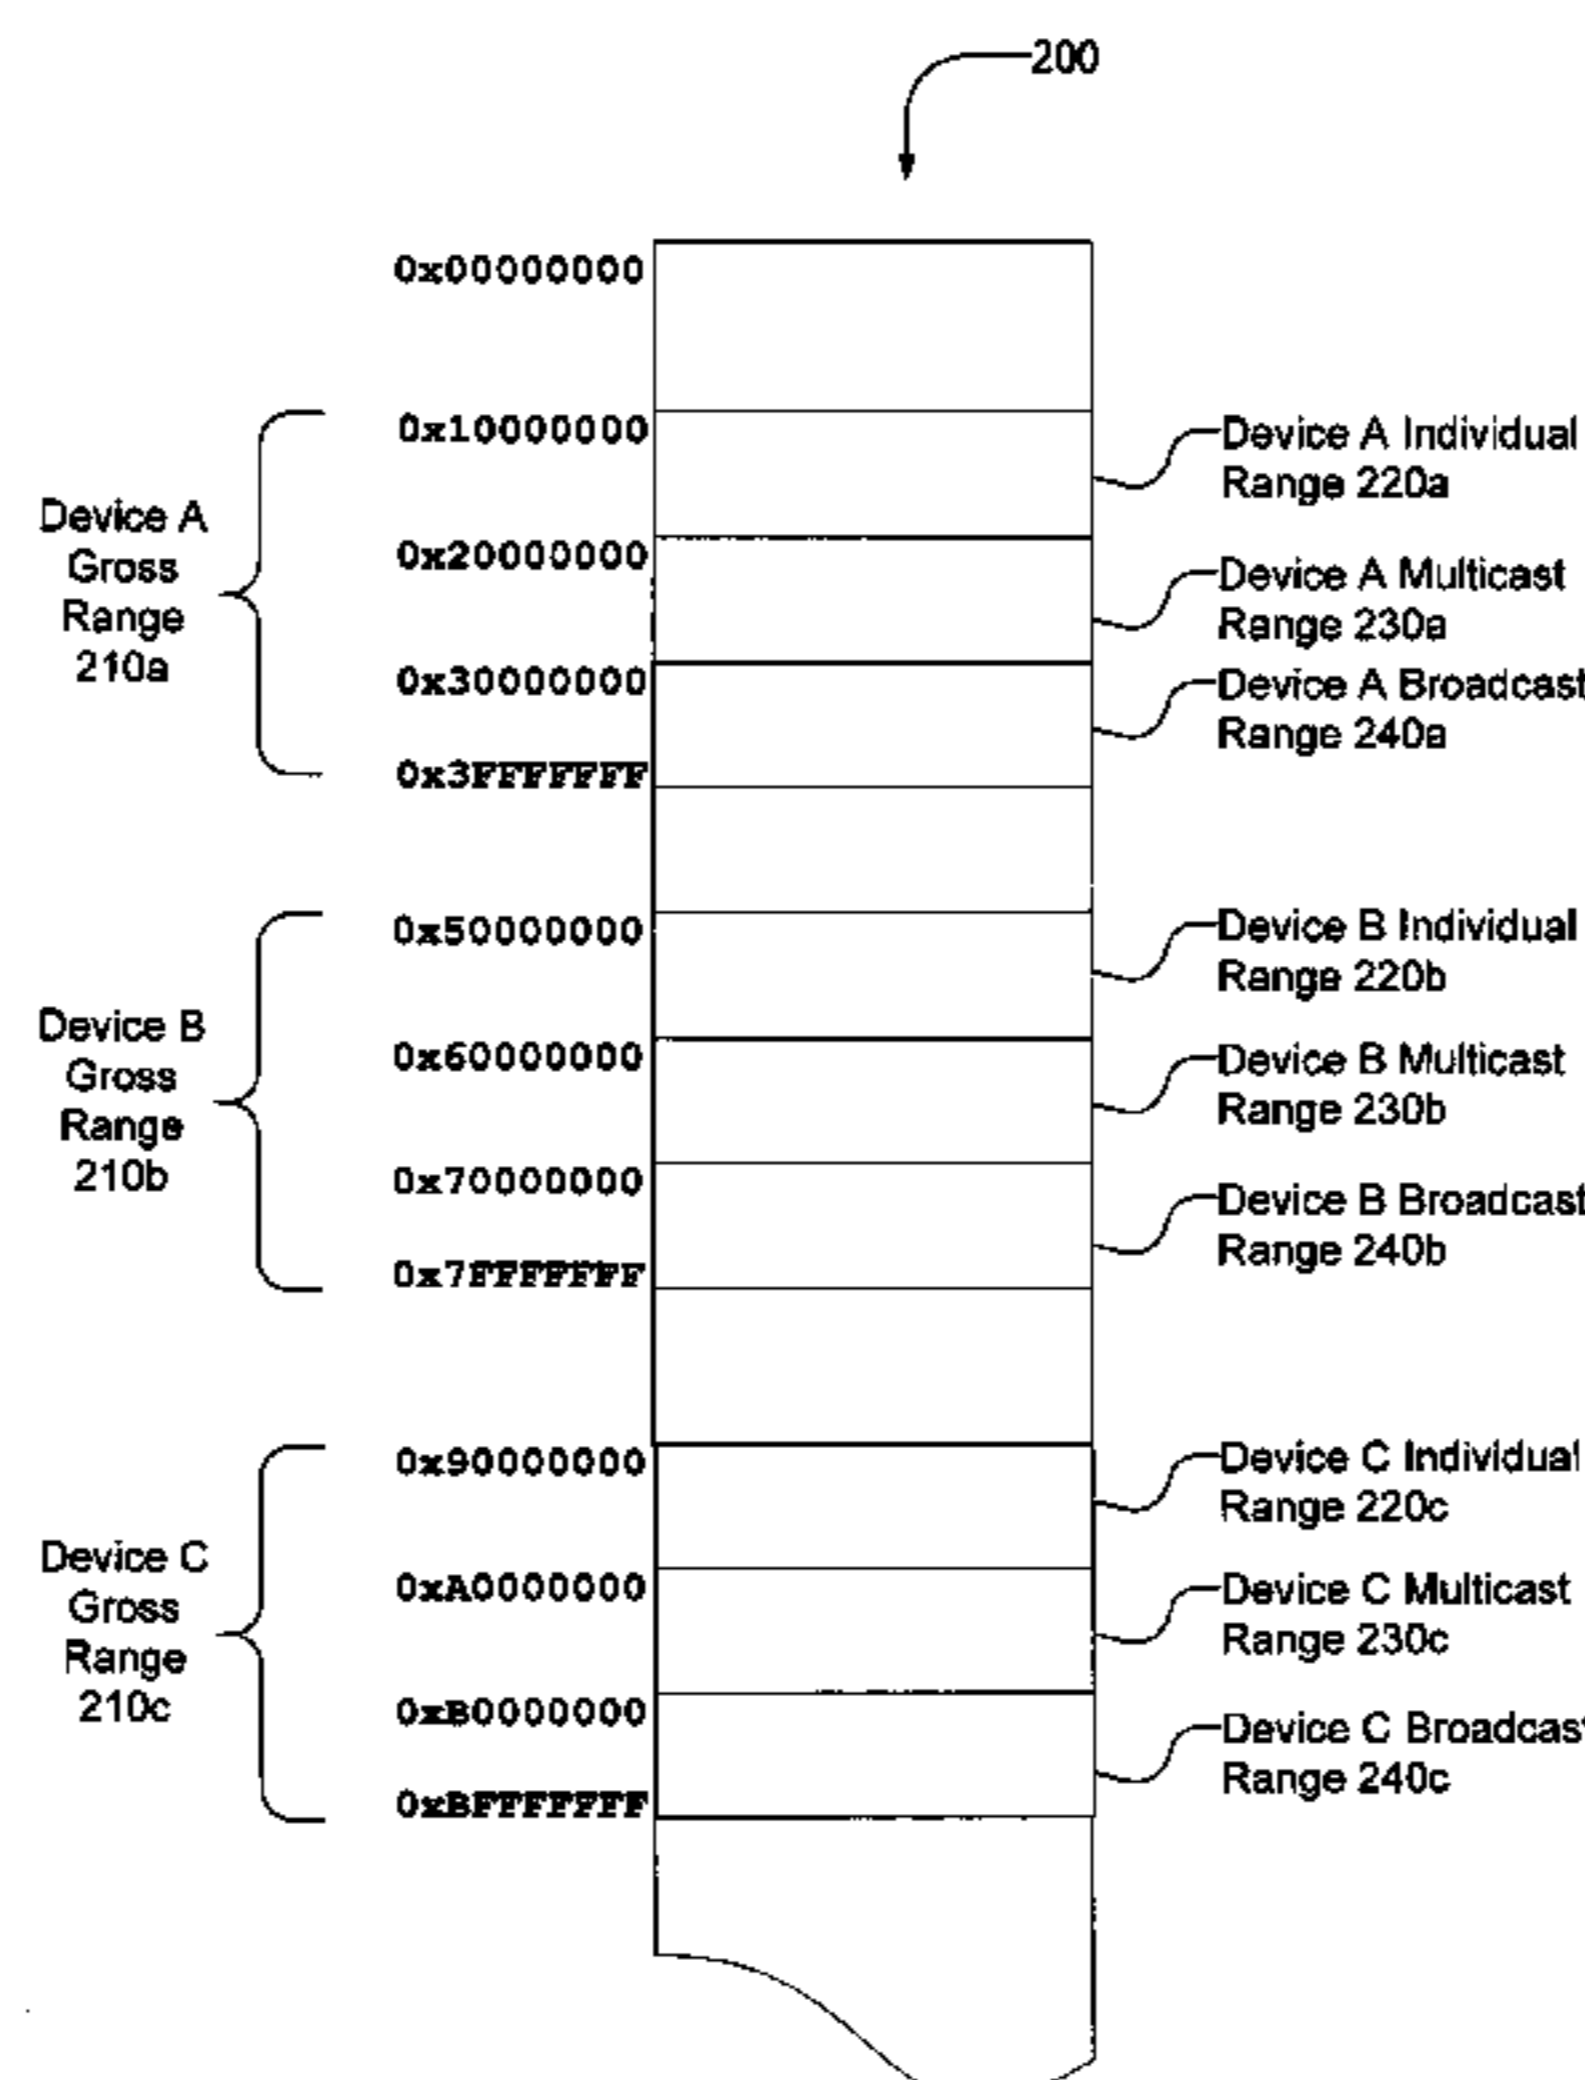 200
0x00000000
0x10000000
Device A Individual
Range 220a
Device A
Gross
Range
210a
0x20000000
Device A Multicast
Range 230a
0x30000000
Device A Broadcast
Range 240a
0x3FFFFFFF
0x50000000
Device B Individual
Range 220b
Device B
Gross
Range
210b
0x60000000
Device B Multicast
Range 230b
0x70000000
Device B Broadcast
Range 240b
0x7FFFFFFF
0x90000000
Device C Individual
Range 220c
Device C
Gross
Range
210c
0xA0000000
Device C Multicast
Range 230c
0xB0000000
Device C Broadcast
Range 240c
0xBFFFFFFF